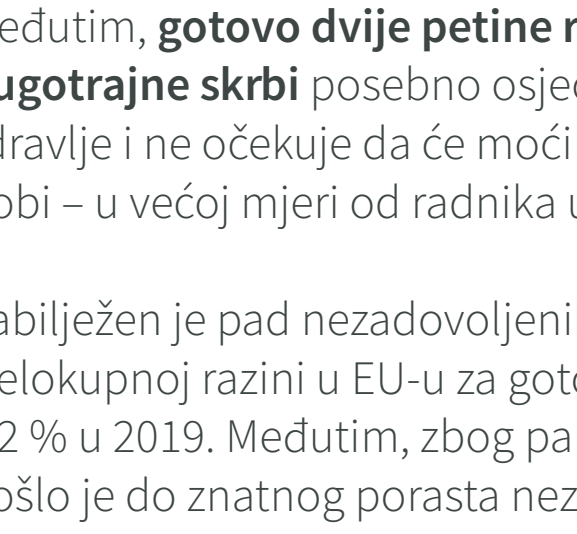 eđutim, gotovo dvije petine r
ugotrajne skrbi posebno osjeć
dravlje i ne očekuje da će moći
obi – u većoj mjeri od radnika u
abilježen je pad nezadovoljeni
elokupnoj razini u EU-u za goto
2 % u 2019. Međutim, zbog pa
ošlo je do znatnog porasta nez